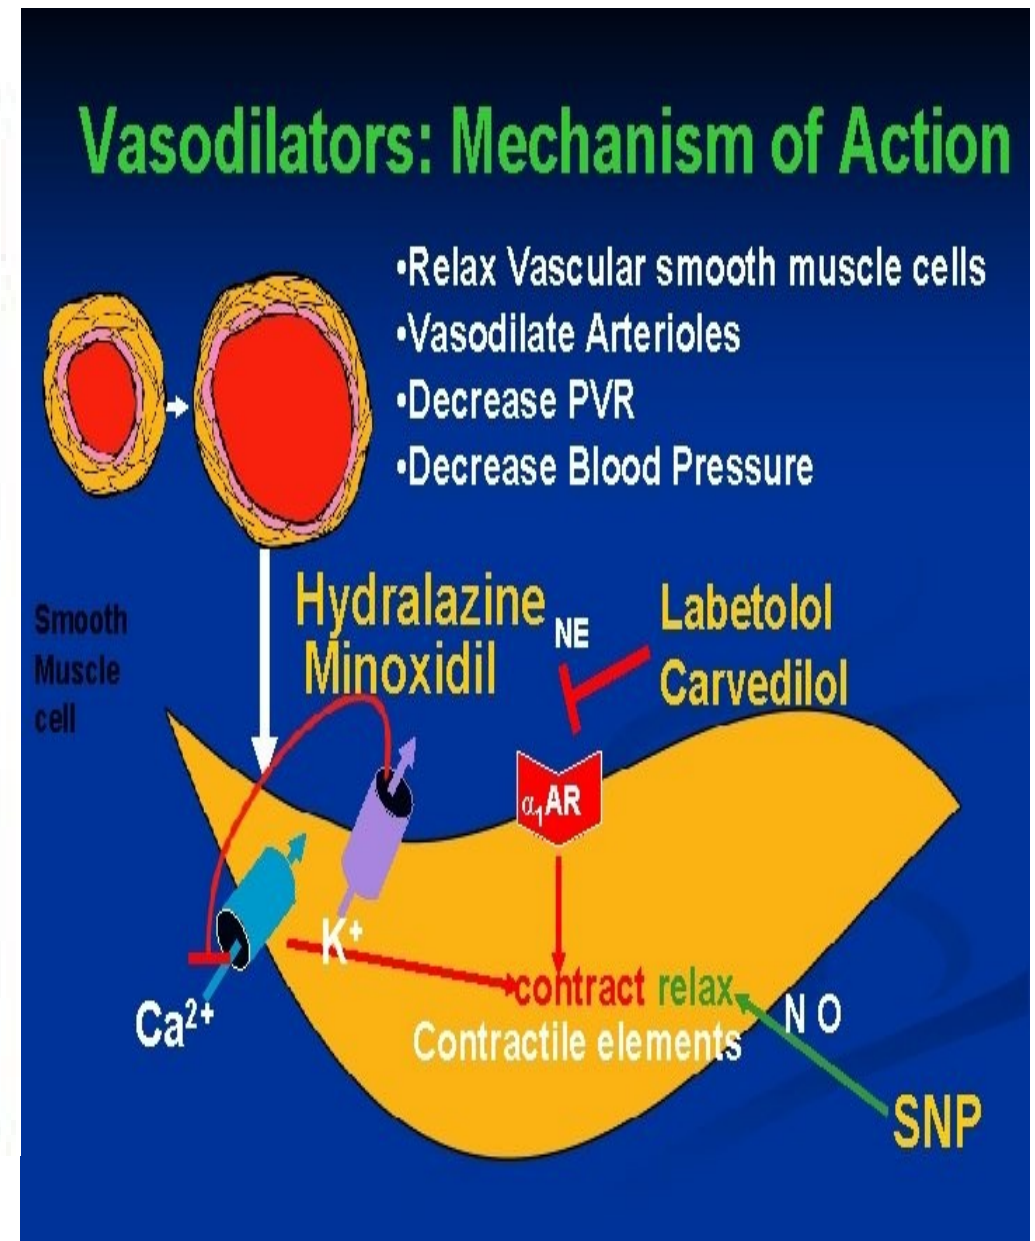 Vasodilators: Mechanism of Action
•Relax Vascular smooth muscle cells
•Vasodilate Arterioles
•Decrease PVR
•Decrease Blood Pressure
Smooth
Muscle
cell
Hydralazine
Minoxidil
NE
Labetolol
Carvedilol
α₁AR
K⁺
Ca²⁺
contract relax
Contractile elements
N O
SNP